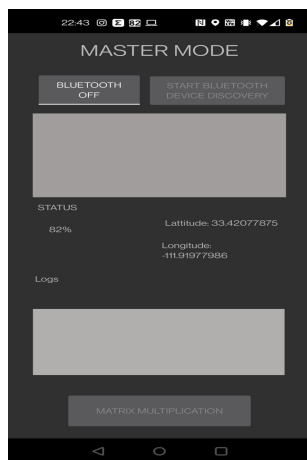 22:43
82
MASTER MODE
BLUETOOTH
OFF
START BLUETOOTH
DEVICE DISCOVERY
STATUS
82%
Lattitude: 33.42077875
Longitude:
-111.91977986
Logs
MATRIX MULTIPLICATION